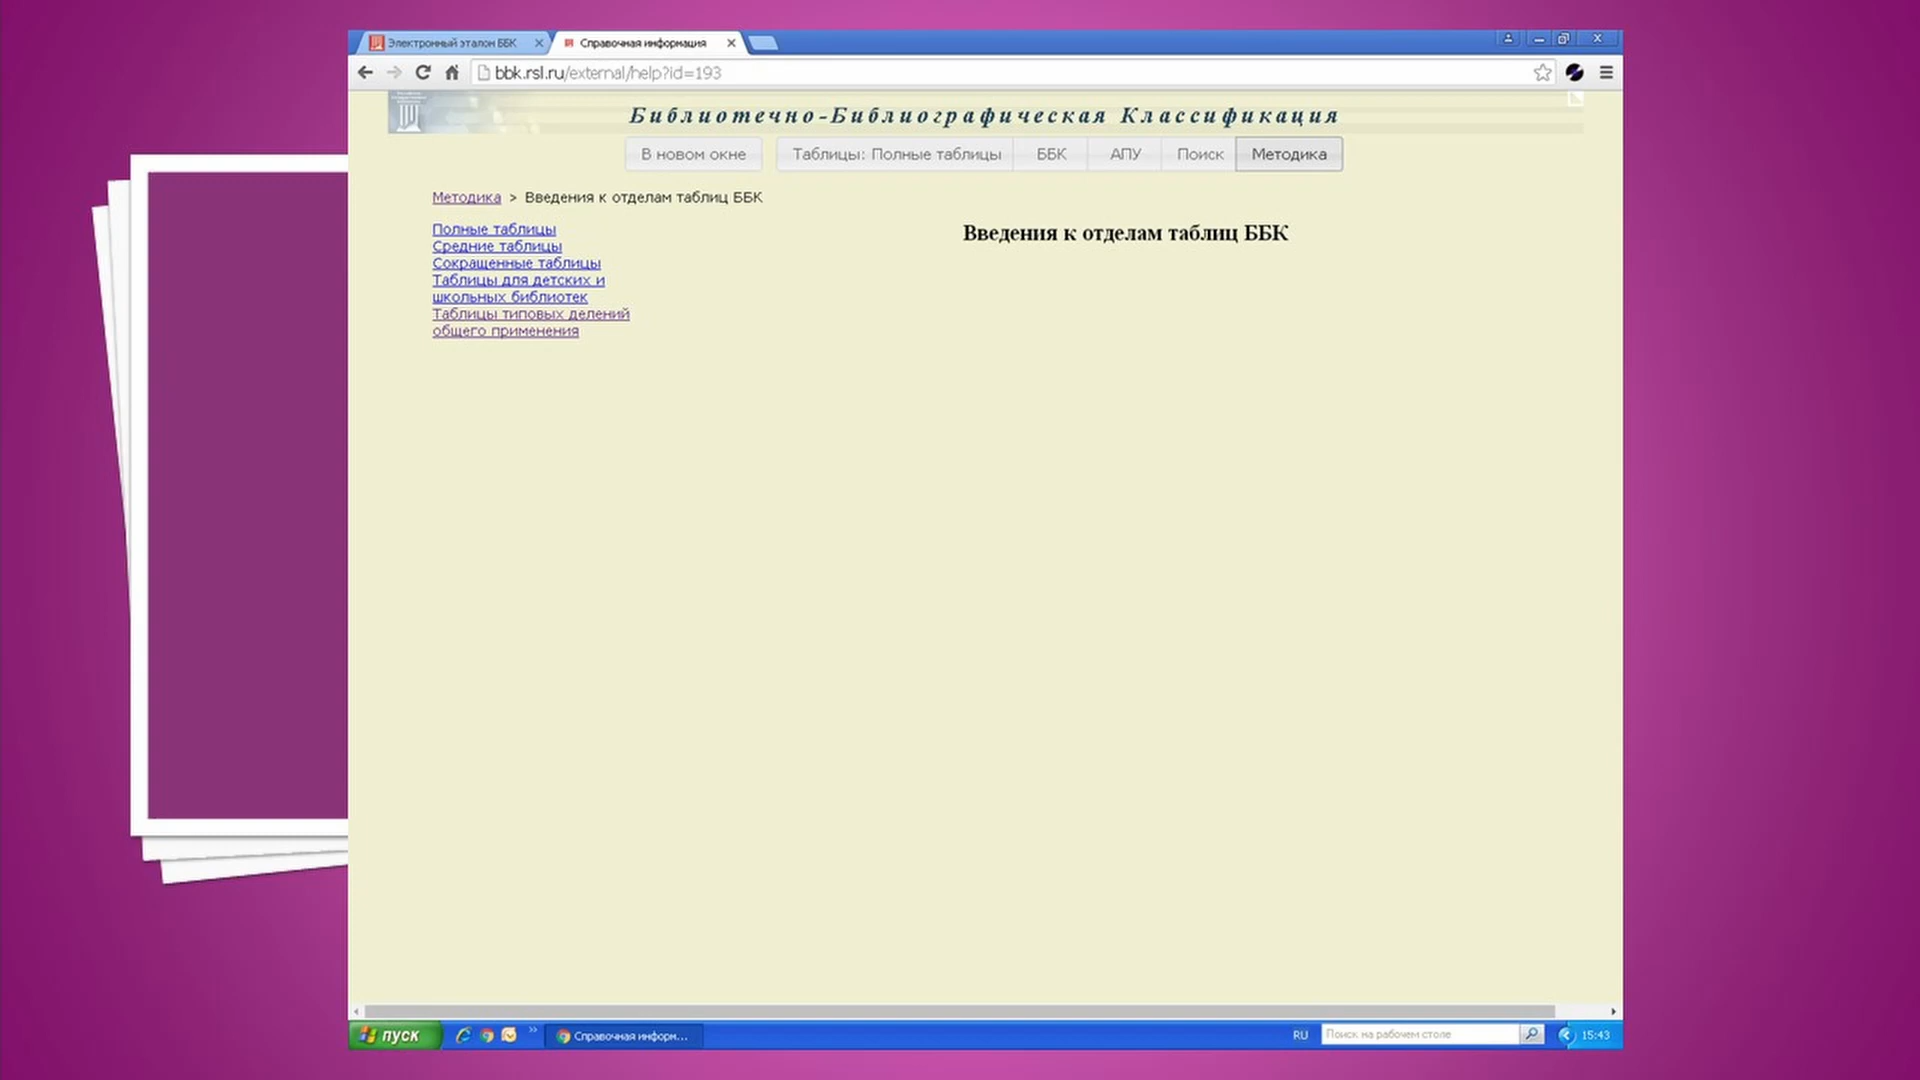 Электронный эталон ББК
Справочная информация
bbk.rsl.ru/external/help?id=193
Библиотечно-Библиографическая Классификация
В новом окне
Таблицы: Полные таблицы
ББК
АПУ
Поиск
Методика
Методика > Введения к отделам таблиц ББК
Полные таблицы
Средние таблицы
Сокращенные таблицы
Таблицы для детских и
школьных библиотек
Таблицы типовых делений
общего применения
Введения к отделам таблиц ББК
пуск
Справочная информ...
RU
Поиск на рабочем столе
15:43